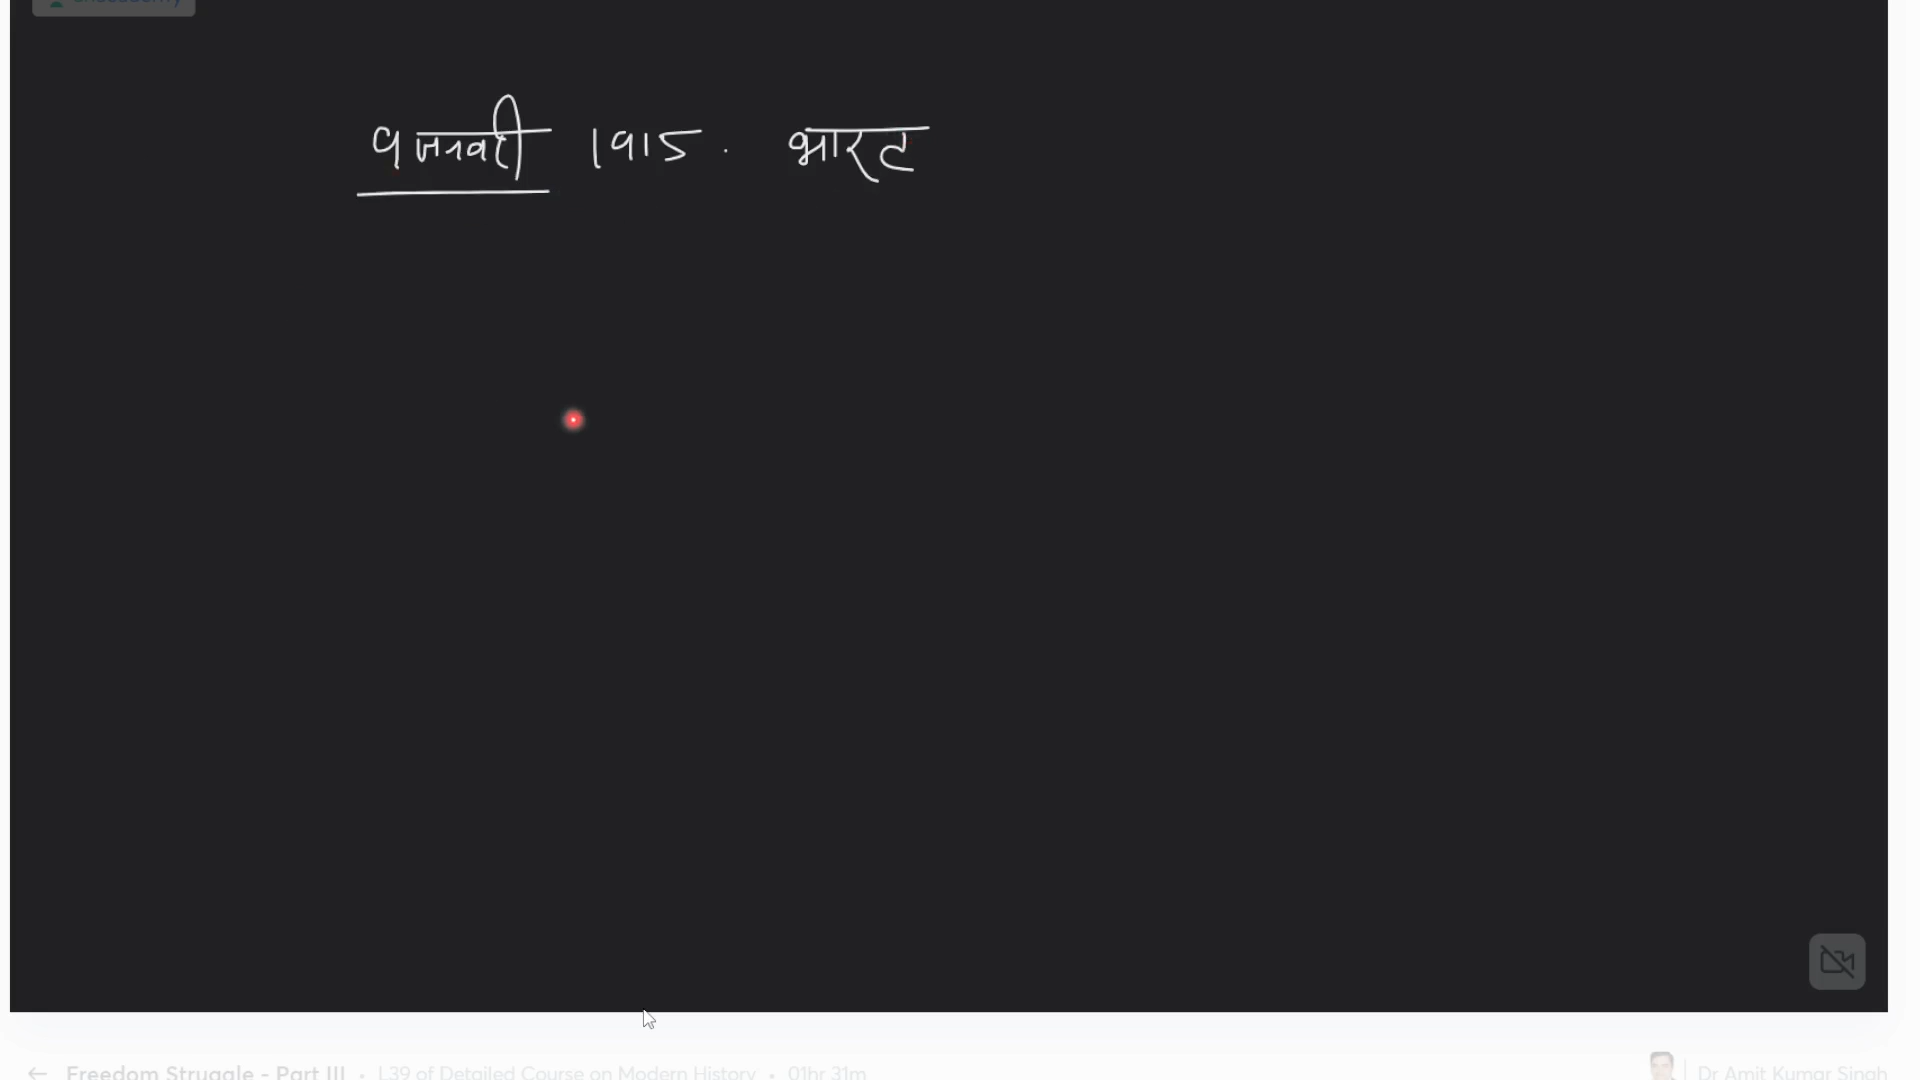 9 जनवरी 1915. भारत
← Freedom Struggle - Part III • L39 of Detailed Course on Modern History • 01hr 31m
Dr Amit Kumar Singh